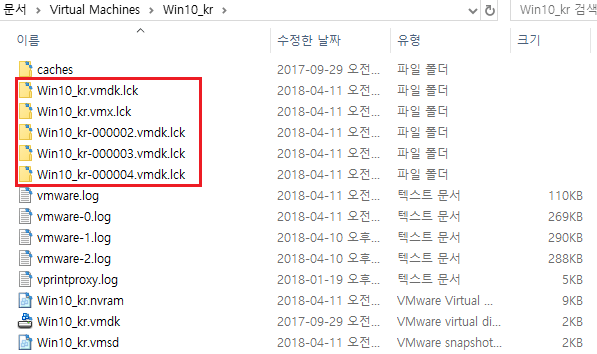 문서 > Virtual Machines > Win10_kr > Win10_kr 검색
이름 수정한 날짜 유형 크기
caches 2017-09-29 오전... 파일 폴더
Win10_kr.vmdk.lck 2018-04-11 오전... 파일 폴더
Win10_kr.vmx.lck 2018-04-11 오전... 파일 폴더
Win10_kr-000002.vmdk.lck 2018-04-11 오전... 파일 폴더
Win10_kr-000003.vmdk.lck 2018-04-11 오전... 파일 폴더
Win10_kr-000004.vmdk.lck 2018-04-11 오전... 파일 폴더
vmware.log 2018-04-11 오전... 텍스트 문서 110KB
vmware-0.log 2018-04-11 오전... 텍스트 문서 269KB
vmware-1.log 2018-04-10 오후... 텍스트 문서 290KB
vmware-2.log 2018-04-10 오전... 텍스트 문서 288KB
vprintproxy.log 2018-01-19 오후... 텍스트 문서 5KB
Win10_kr.nvram 2018-04-11 오전... VMware Virtual ... 9KB
Win10_kr.vmdk 2017-09-29 오전... VMware virtual di... 2KB
Win10_kr.vmsd 2018-04-11 오전... VMware snapshot... 2KB